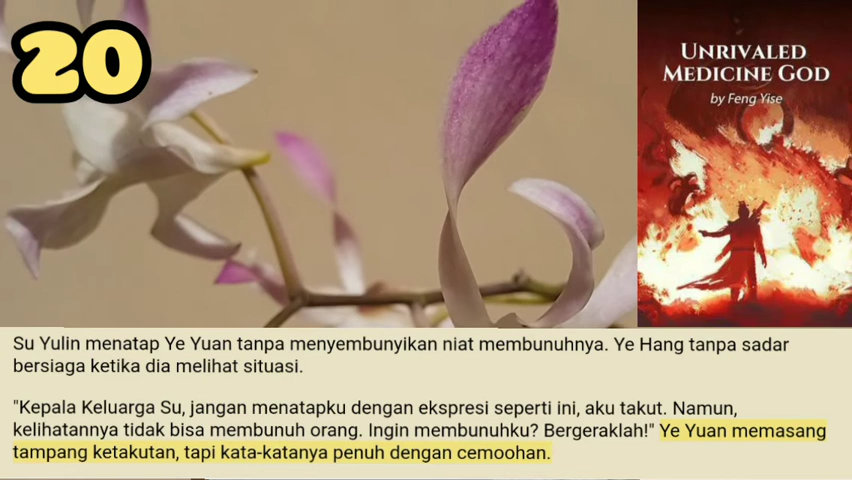 20
UNRIVALED
MEDICINE GOD
by Feng Yise
Su Yulin menatap Ye Yuan tanpa menyembunyikan niat membunuhnya. Ye Hang tanpa sadar
bersiaga ketika dia melihat situasi.
"Kepala Keluarga Su, jangan menatapku dengan ekspresi seperti ini, aku takut. Namun,
kelihatannya tidak bisa membunuh orang. Ingin membunuhku? Bergeraklah!" Ye Yuan memasang
tampang ketakutan, tapi kata-katanya penuh dengan cemoohan.